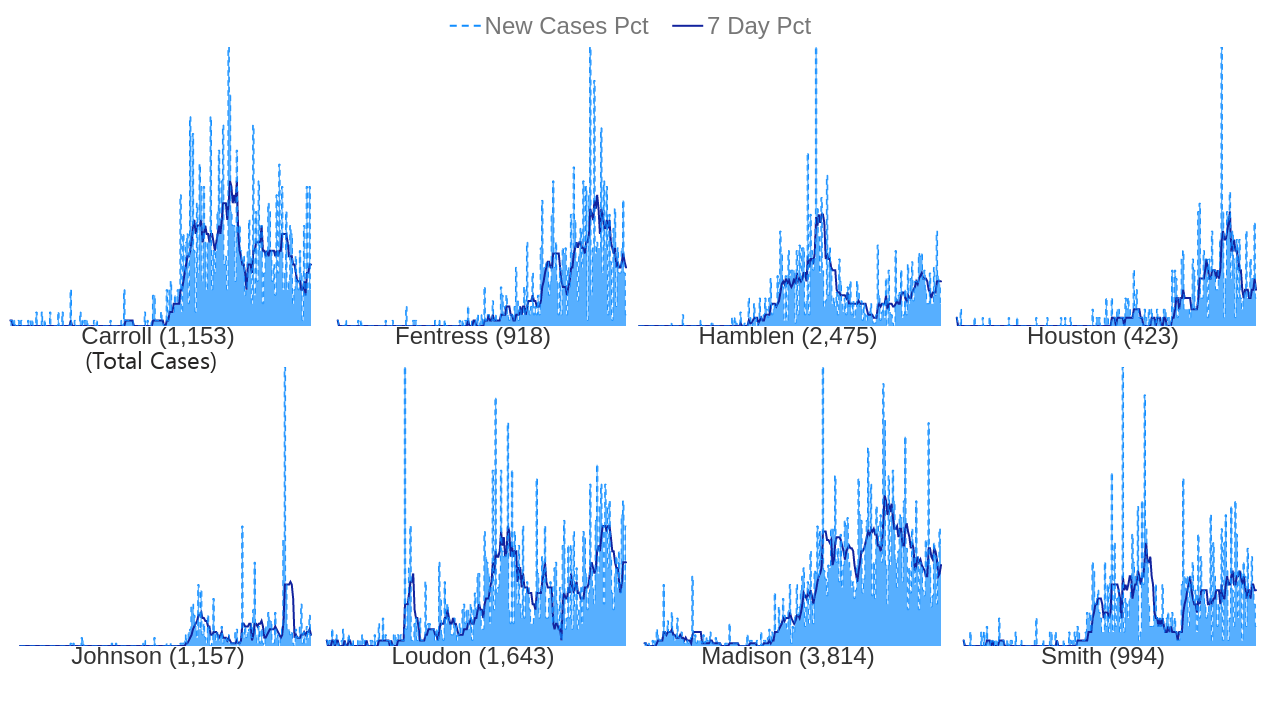 New Cases Pct 7 Day Pct
Carroll (1,153) Fentress (918) Hamblen (2,475) Houston (423)
(Total Cases)
Johnson (1,157) Loudon (1,643) Madison (3,814) Smith (994)